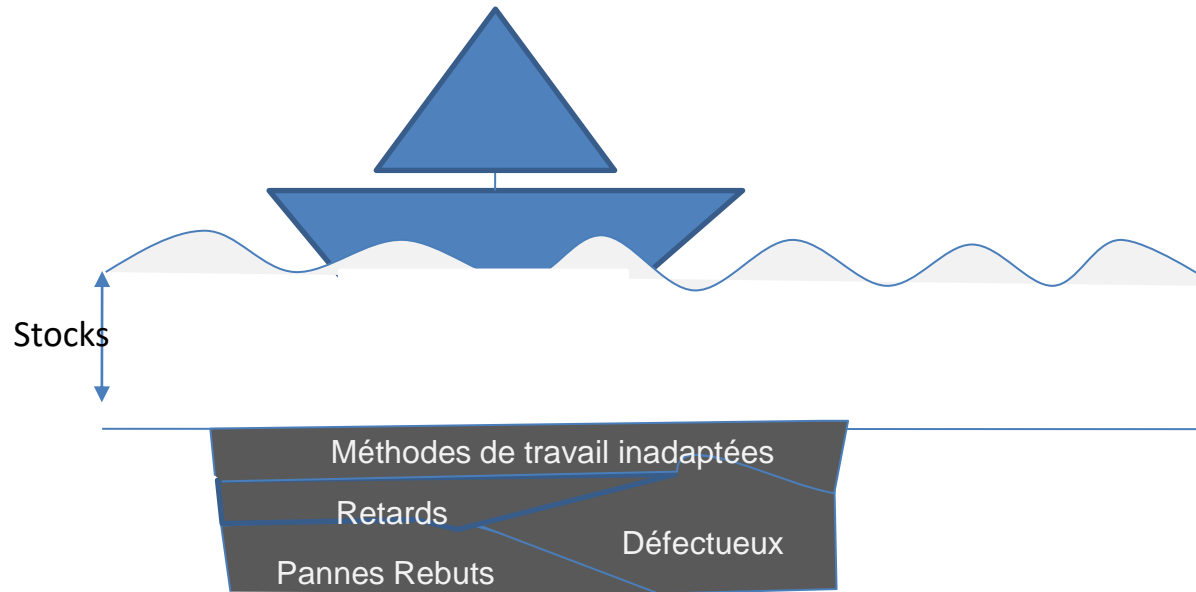 Stocks
Méthodes de travail inadaptées
Retards
Défectueux
Pannes Rebuts